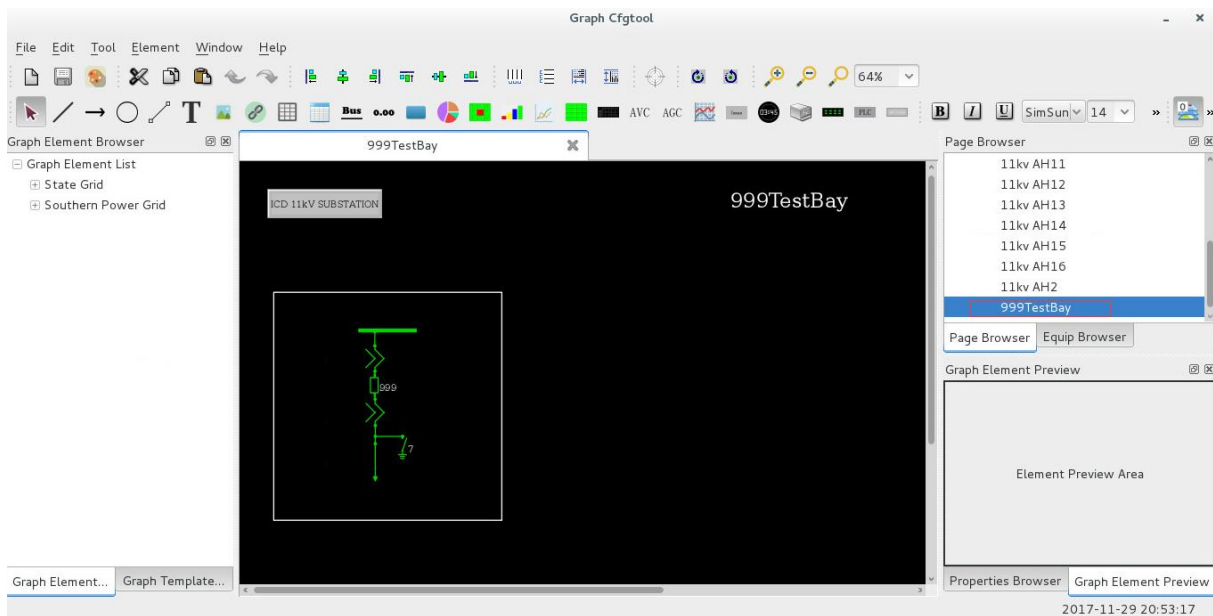 Graph Cfgtool
File Edit Tool Element Window Help
64%
T Bus 0.00 AVC AGC 03:45 PLC B I U SimSun 14 » »
Graph Element Browser
999TestBay
Page Browser
Graph Element List
State Grid
Southern Power Grid
ICD 11kV SUBSTATION
999TestBay
999
7
11kv AH11
11kv AH12
11kv AH13
11kv AH14
11kv AH15
11kv AH16
11kv AH2
999TestBay
Page Browser Equip Browser
Graph Element Preview
Element Preview Area
Graph Element... Graph Template...
Properties Browser Graph Element Preview
2017-11-29 20:53:17